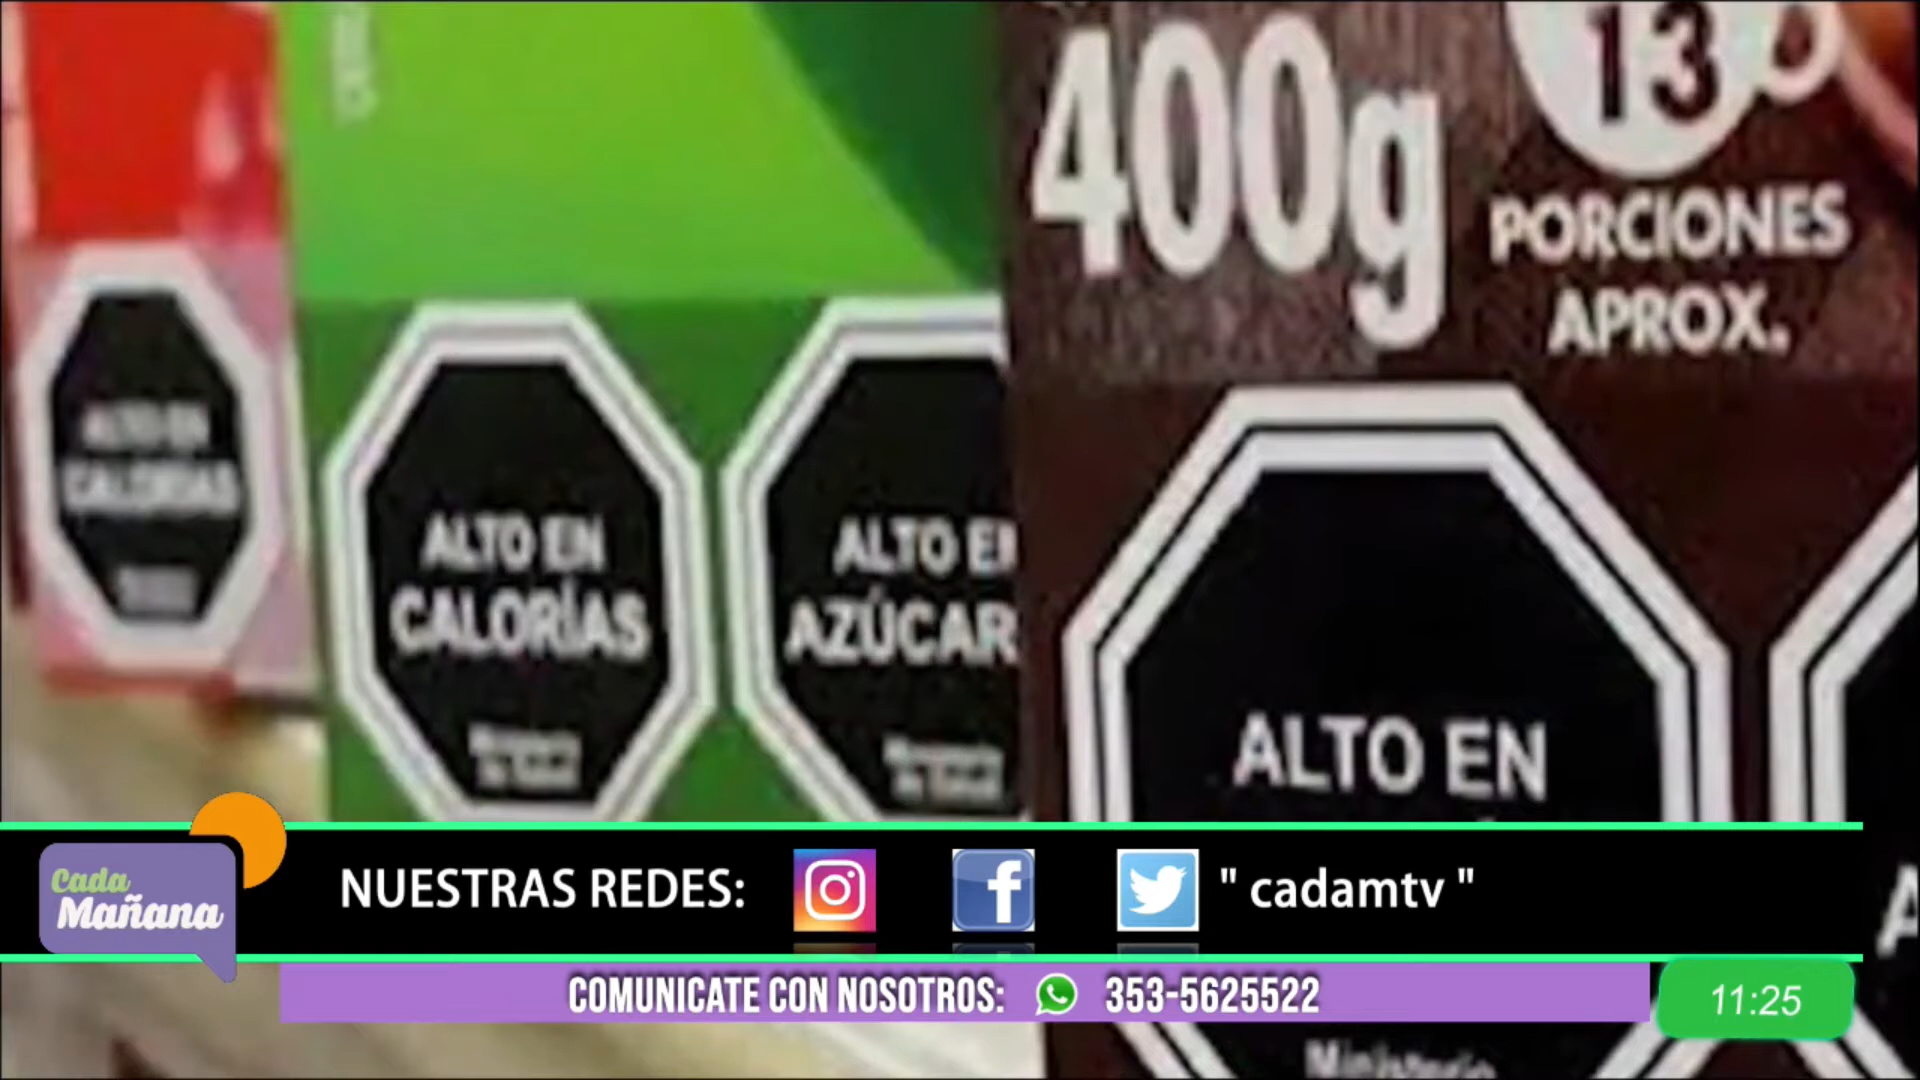 400g
13
PORCIONES
APROX.
ALTO EN
CALORÍAS
ALTO EN
CALORÍAS
ALTO EN
AZÚCAR
ALTO EN
Ministerio
Cada
Mañana
NUESTRAS REDES:
" cadamtv "
COMUNICATE CON NOSOTROS:
353-5625522
11:25